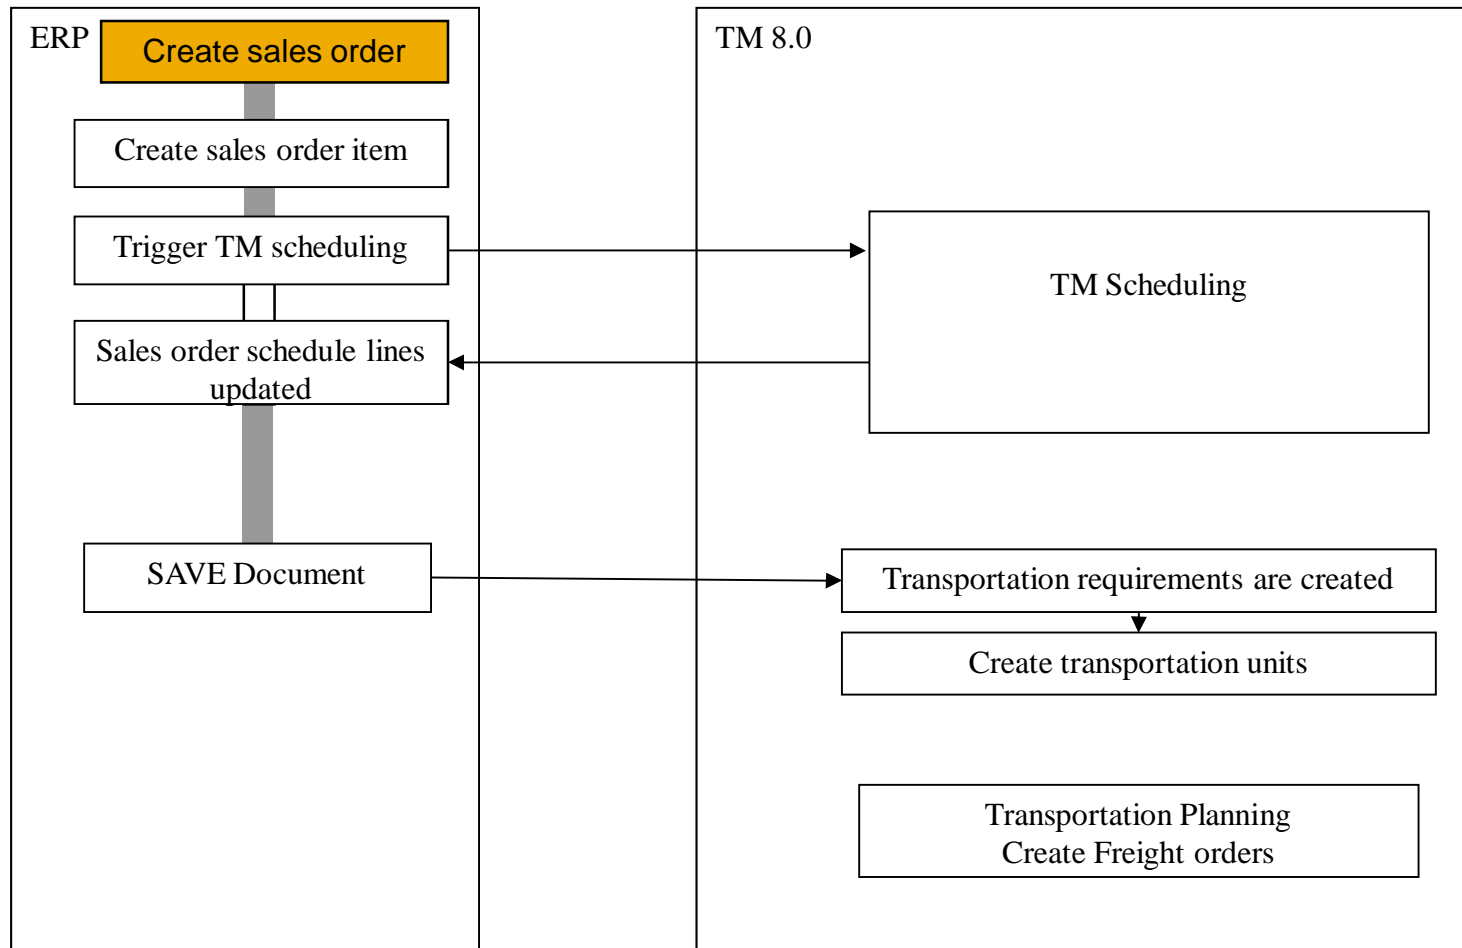 ERP
Create sales order
Create sales order item
Trigger TM scheduling
Sales order schedule lines
updated
SAVE Document
TM 8.0
TM Scheduling
Transportation requirements are created
Create transportation units
Transportation Planning
Create Freight orders